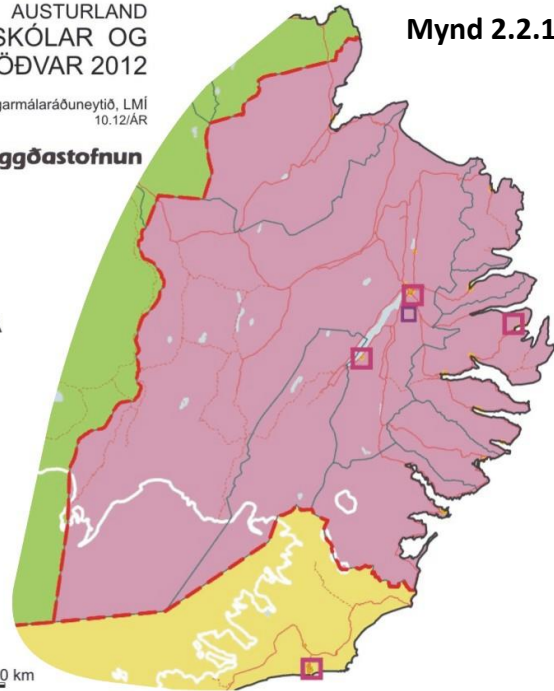 AUSTURLAND
SKÓLAR OG
ÖÐVAR 2012
garmálaráðuneytið, LMÍ
10.12/ÁR
ggðastofnun
Mynd 2.2.1
0 km